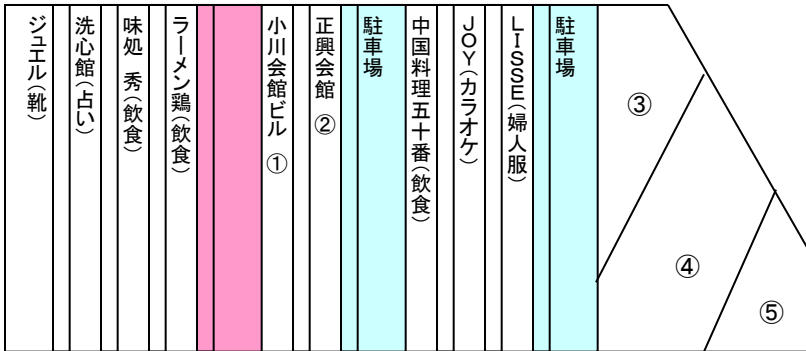 ジュエル(靴)
洗心館(占い)
味処 秀(飲食)
ラーメン鶏(飲食)
小川会館ビル ①
正興会館 ②
駐車場
中国料理五十番(飲食)
JOY(カラオケ)
LISSE(婦人服)
駐車場
③
④
⑤